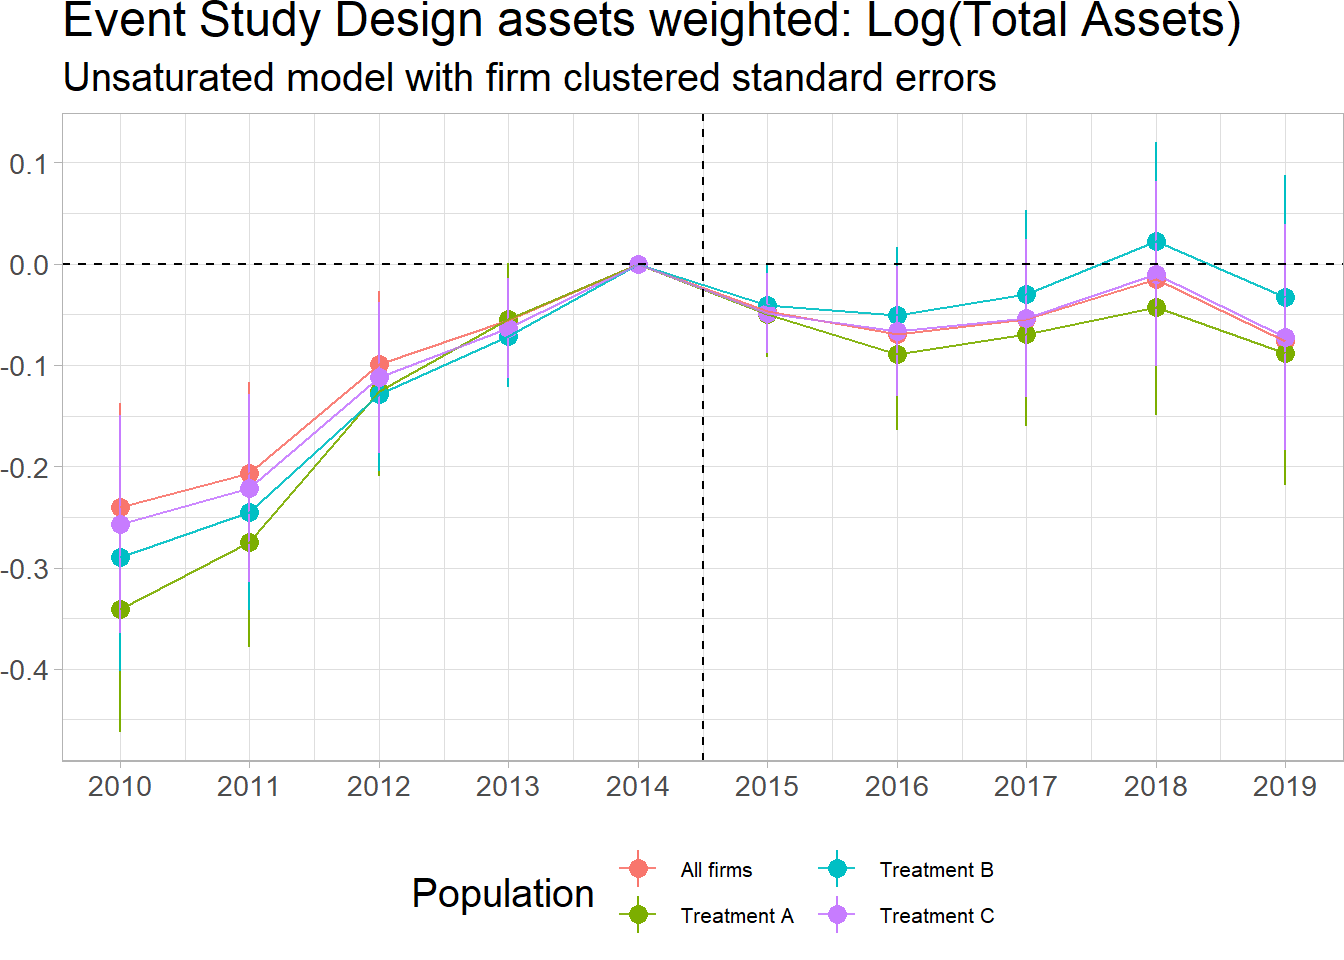 Event Study Design assets weighted: Log(Total Assets)
Unsaturated model with firm clustered standard errors
0.1
0.0
-0.1
-0.2
-0.3
-0.4
2010 2011 2012 2013 2014 2015 2016 2017 2018 2019
Population
All firms Treatment B
Treatment A Treatment C